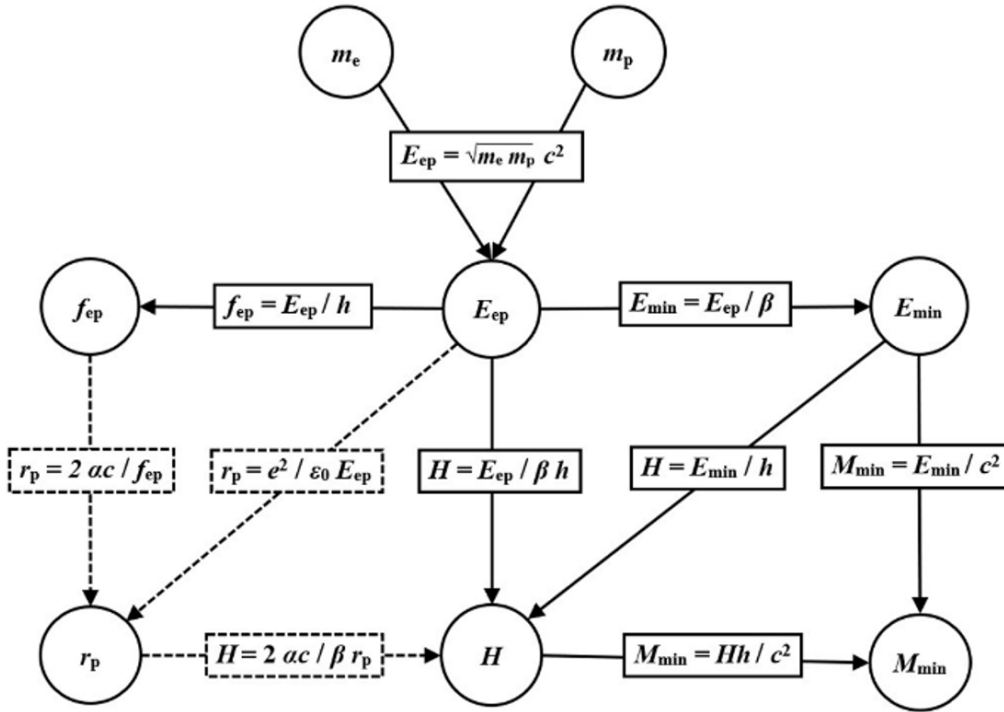 mₑ
mₚ
Eₑₚ = √mₑ mₚ c²
fₑₚ
fₑₚ = Eₑₚ / h
Eₑₚ
Eₘᵢₙ = Eₑₚ / β
Eₘᵢₙ
rₚ = 2 αc / fₑₚ
rₚ = e² / ε₀ Eₑₚ
H = Eₑₚ / β h
H = Eₘᵢₙ / h
Mₘᵢₙ = Eₘᵢₙ / c²
rₚ
H = 2 αc / β rₚ
H
Mₘᵢₙ = Hh / c²
Mₘᵢₙ